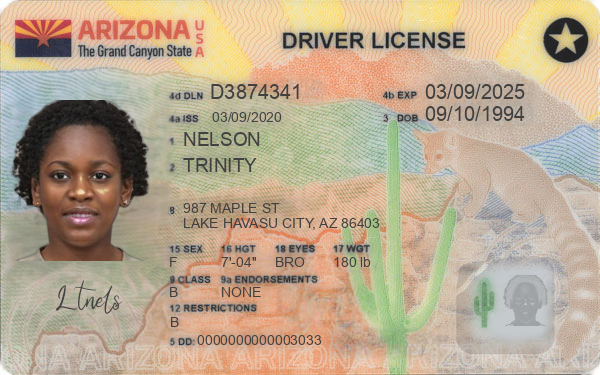 ARIZONA USA
The Grand Canyon State
DRIVER LICENSE
4d DLN D3874341 4b EXP 03/09/2025
4a ISS 03/09/2020 3 DOB 09/10/1994
1 NELSON
2 TRINITY
8 987 MAPLE ST
LAKE HAVASU CITY, AZ 86403
15 SEX 16 HGT 18 EYES 17 WGT
F 7'-04" BRO 180 lb
9 CLASS 9a ENDORSEMENTS
B NONE
12 RESTRICTIONS
B
5 DD: 0000000000003033
2tnels
ARIZONA ARIZONA ARIZONA ARIZONA